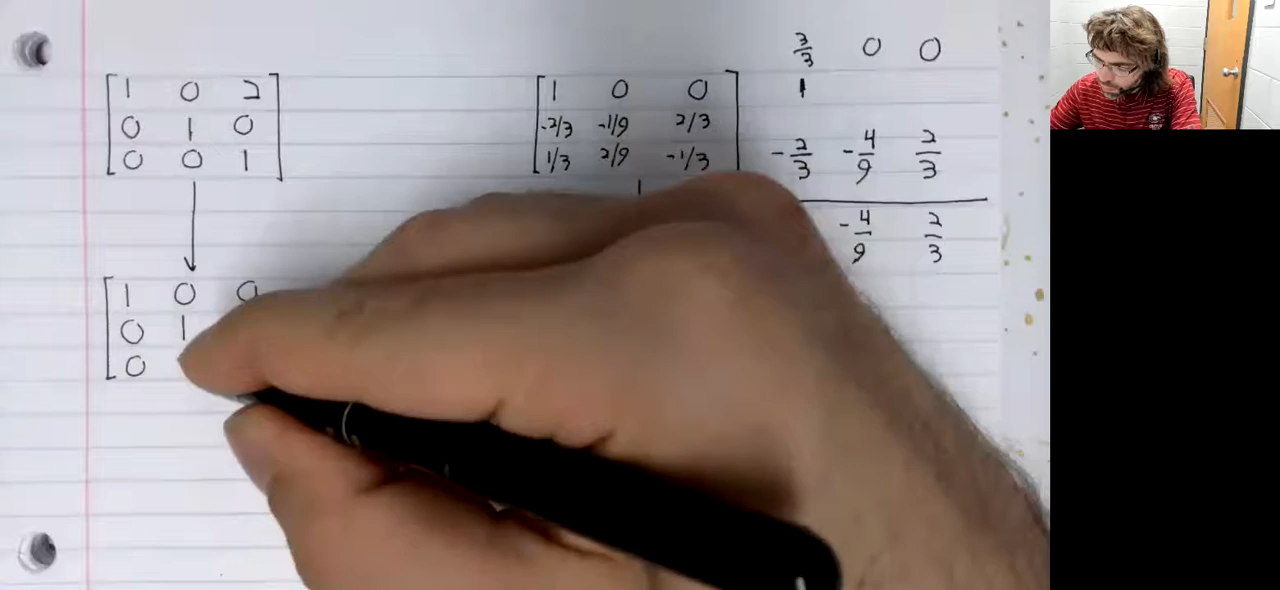 1 0 2
0 1 0
0 0 1
1 0 0
-2/3 -1/9 2/3
1/3 2/9 -1/3
3/3 0 0
1
-2/3 -4/9 2/3
-4/9 2/3
1 0 0
0 1
0